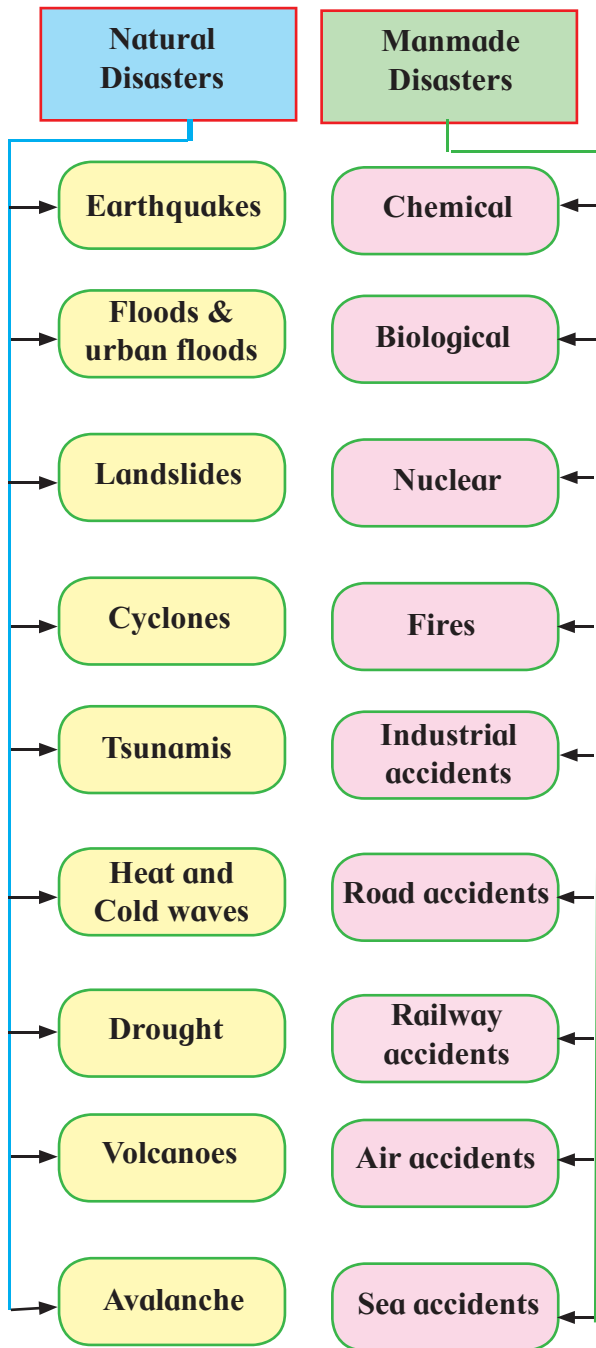 Natural
Disasters
Earthquakes
Floods &
urban floods
Landslides
Cyclones
Tsunamis
Heat and
Cold waves
Drought
Volcanoes
Avalanche
Manmade
Disasters
Chemical
Biological
Nuclear
Fires
Industrial
accidents
Road accidents
Railway
accidents
Air accidents
Sea accidents